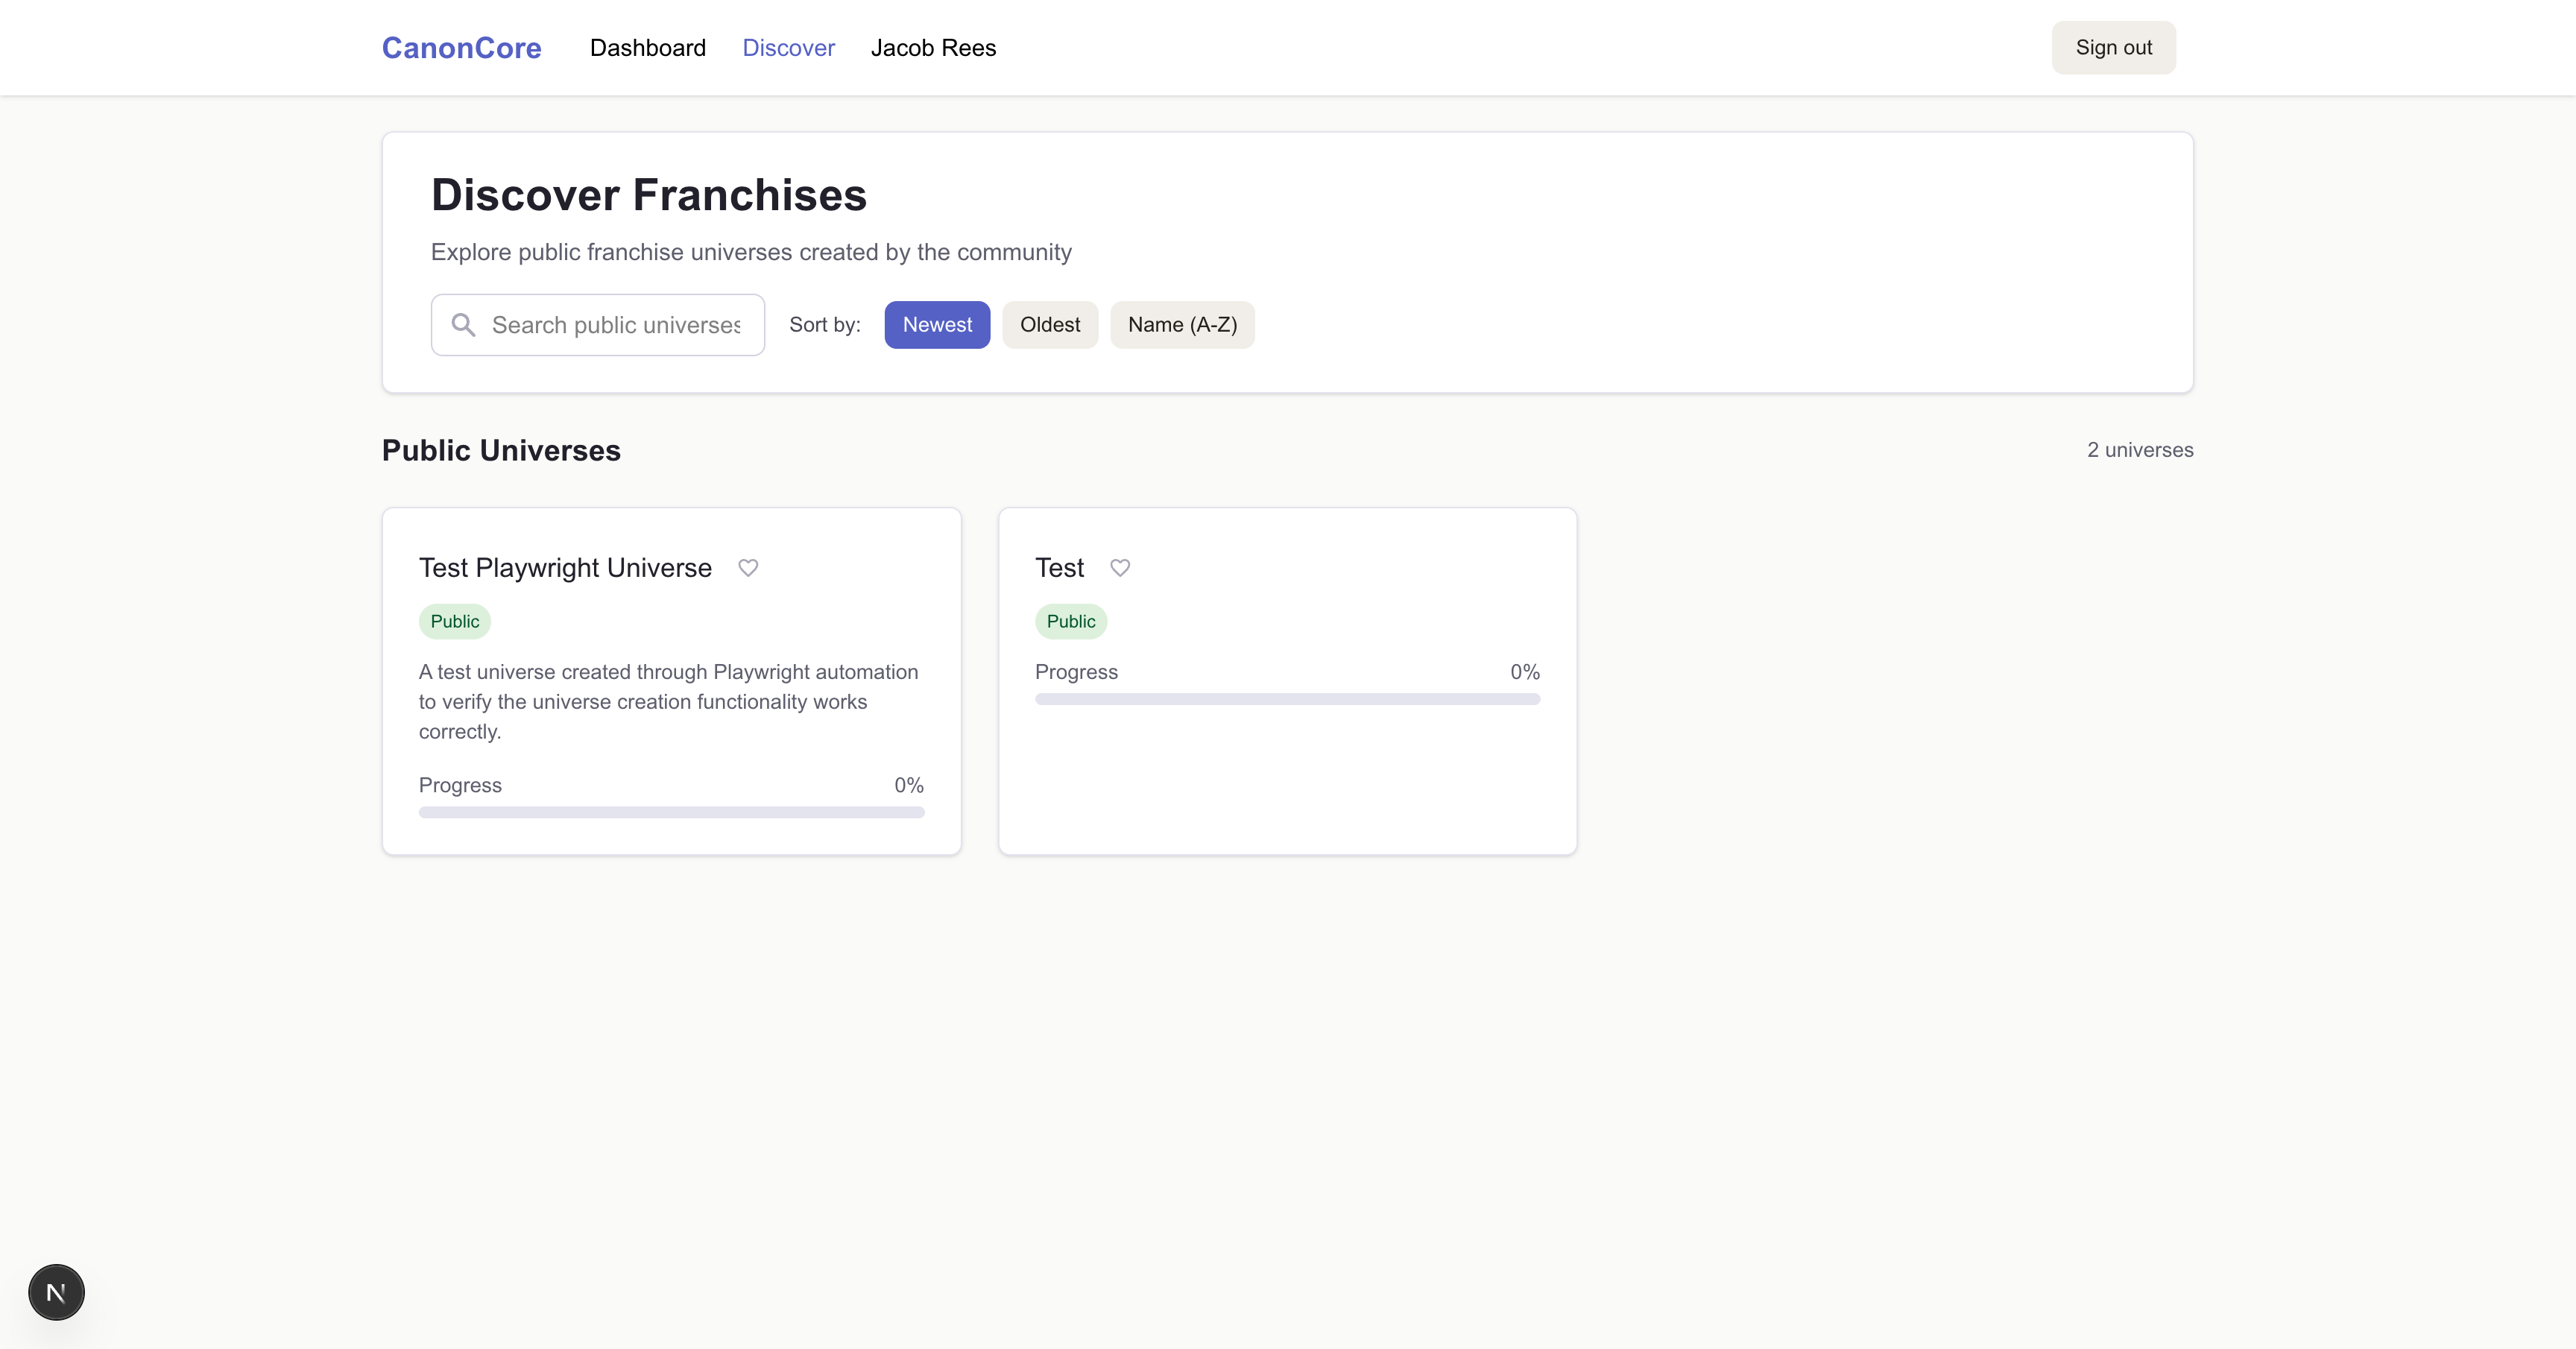 CanonCore Dashboard Discover Jacob Rees Sign out
Discover Franchises
Explore public franchise universes created by the community
Search public universes Sort by: Newest Oldest Name (A-Z)
Public Universes 2 universes
Test Playwright Universe
Public
A test universe created through Playwright automation
to verify the universe creation functionality works
correctly.
Progress 0%
Test
Public
Progress 0%
N